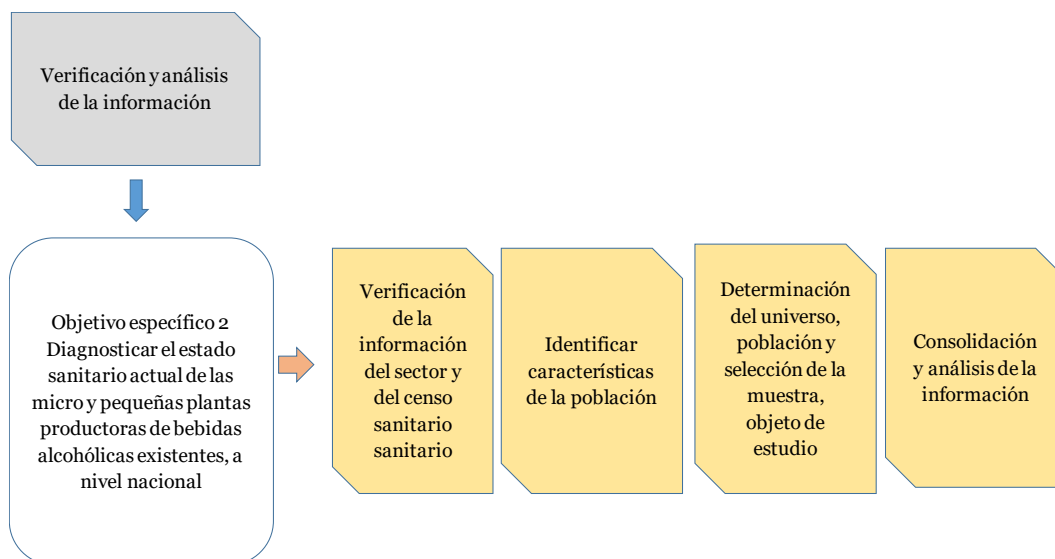 Verificación y análisis
de la información
Objetivo específico 2
Diagnosticar el estado
sanitario actual de las
micro y pequeñas plantas
productoras de bebidas
alcohólicas existentes, a
nivel nacional
Verificación
de la
información
del sector y
del censo
sanitario
sanitario
Identificar
características
de la población
Determinación
del universo,
población y
selección de la
muestra,
objeto de
estudio
Consolidación
y análisis de la
información